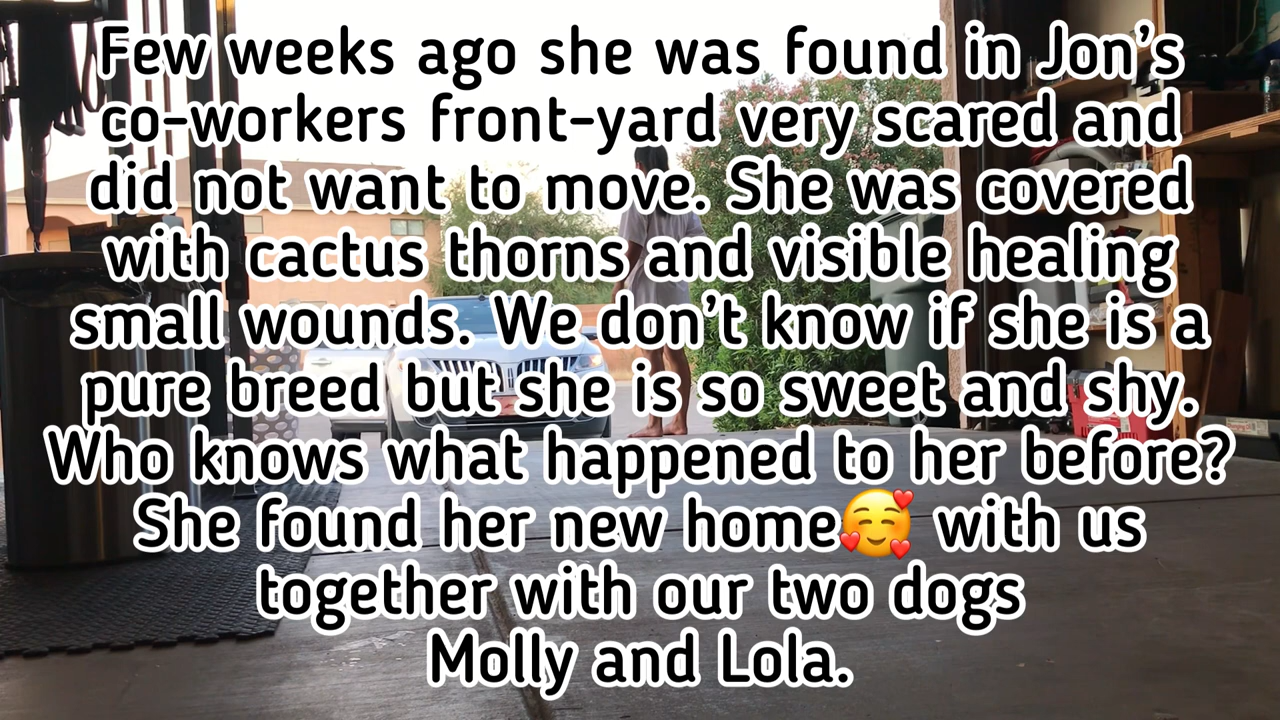 Few weeks ago she was found in Jon’s
co-workers front-yard very scared and
did not want to move. She was covered
with cactus thorns and visible healing
small wounds. We don’t know if she is a
pure breed but she is so sweet and shy.
Who knows what happened to her before?
She found her new home🥰 with us
together with our two dogs
Molly and Lola.